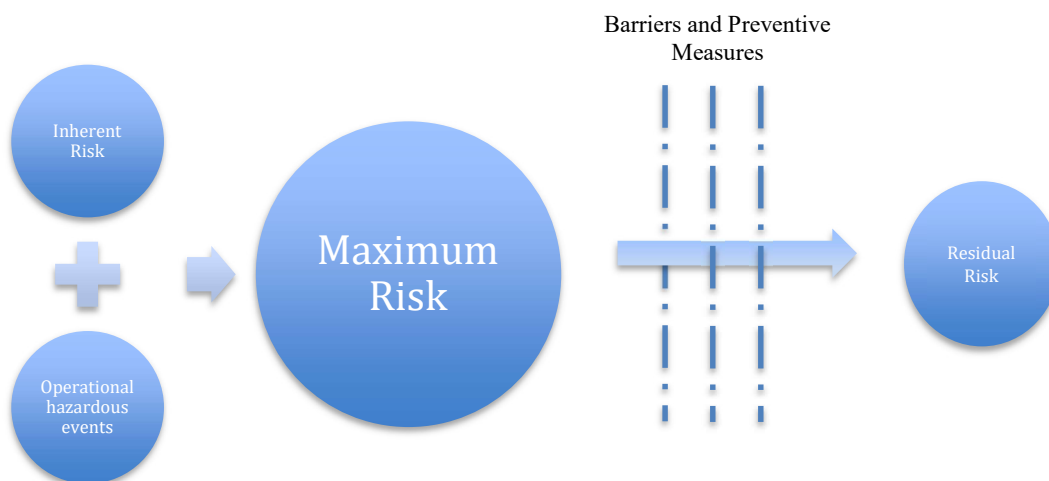 Barriers and Preventive
Measures
Inherent
Risk
Maximum
Risk
Residual
Risk
Operational
hazardous
events